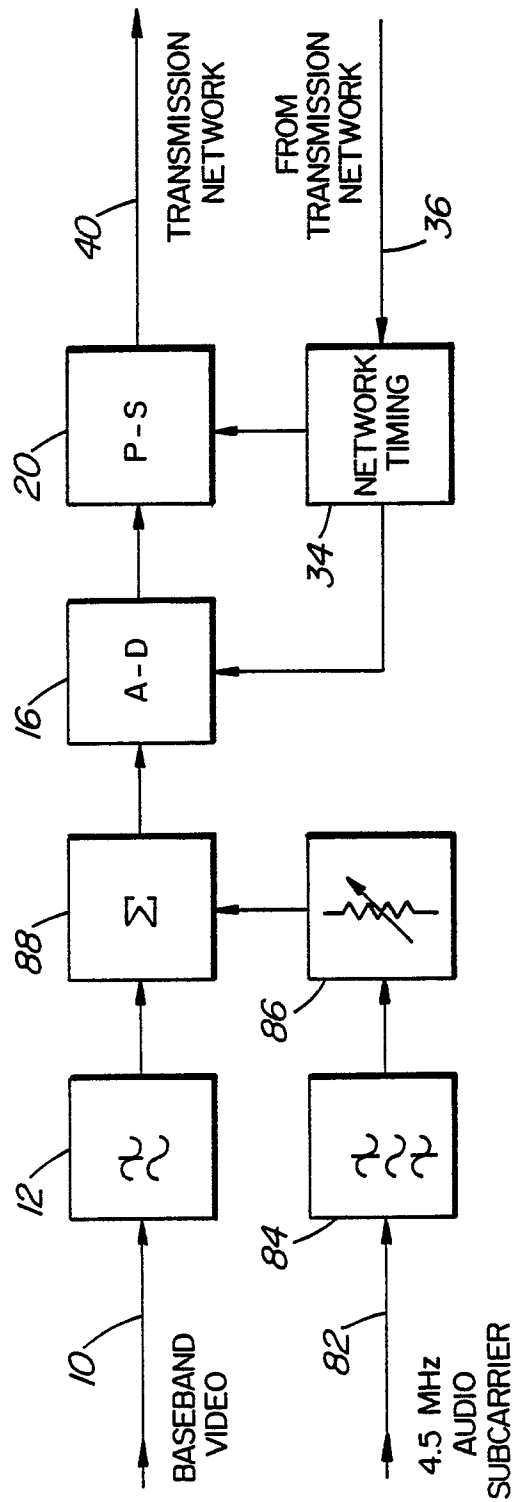 10
BASEBAND
VIDEO
12
88
Σ
16
A-D
20
P-S
40
TRANSMISSION
NETWORK
82
4.5 MHz
AUDIO
SUBCARRIER
84
86
34
NETWORK
TIMING
FROM
TRANSMISSION
NETWORK
36